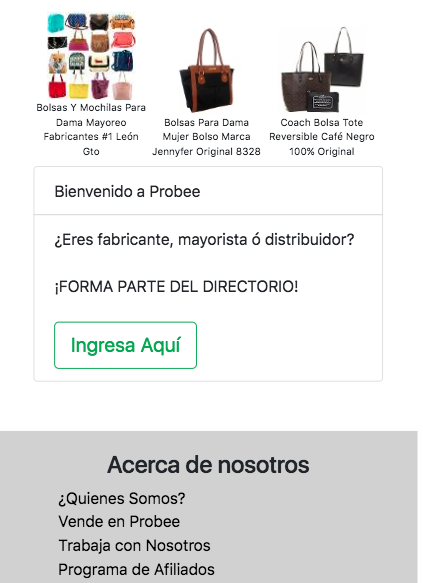 Bolsas Y Mochilas Para
Dama Mayoreo
Fabricantes #1 León
Gto
Bolsas Para Dama
Mujer Bolso Marca
Jennyfer Original 8328
Coach Bolsa Tote
Reversible Café Negro
100% Original
Bienvenido a Probee
¿Eres fabricante, mayorista ó distribuidor?
¡FORMA PARTE DEL DIRECTORIO!
Ingresa Aquí
Acerca de nosotros
¿Quienes Somos?
Vende en Probee
Trabaja con Nosotros
Programa de Afiliados